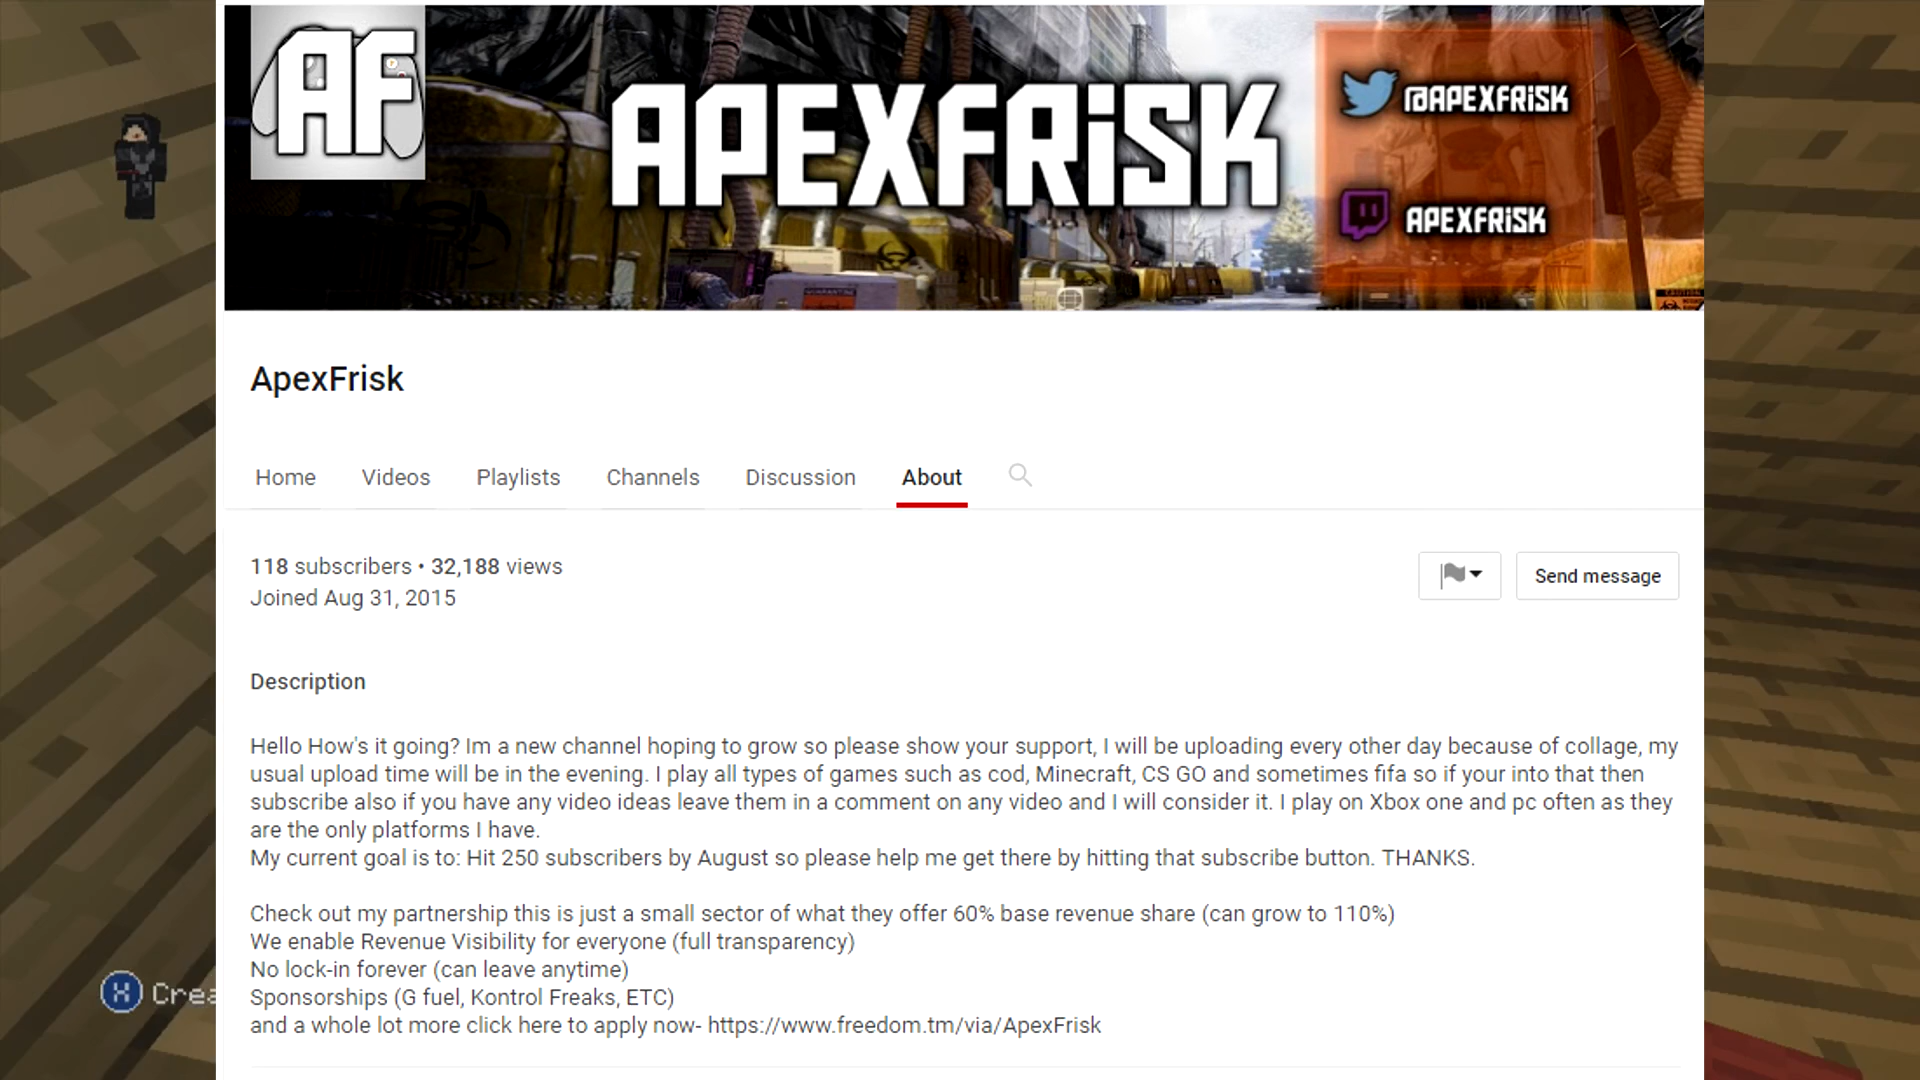 AF
APEXFRiSK
@APEXFRiSK
APEXFRiSK
QUARANTINE
CAUTION
ApexFrisk
Home Videos Playlists Channels Discussion About
118 subscribers • 32,188 views
Joined Aug 31, 2015
Send message
Description
Hello How's it going? Im a new channel hoping to grow so please show your support, I will be uploading every other day because of collage, my
usual upload time will be in the evening. I play all types of games such as cod, Minecraft, CS GO and sometimes fifa so if your into that then
subscribe also if you have any video ideas leave them in a comment on any video and I will consider it. I play on Xbox one and pc often as they
are the only platforms I have.
My current goal is to: Hit 250 subscribers by August so please help me get there by hitting that subscribe button. THANKS.
Check out my partnership this is just a small sector of what they offer 60% base revenue share (can grow to 110%)
We enable Revenue Visibility for everyone (full transparency)
No lock-in forever (can leave anytime)
Sponsorships (G fuel, Kontrol Freaks, ETC)
and a whole lot more click here to apply now- https://www.freedom.tm/via/ApexFrisk
X Crea